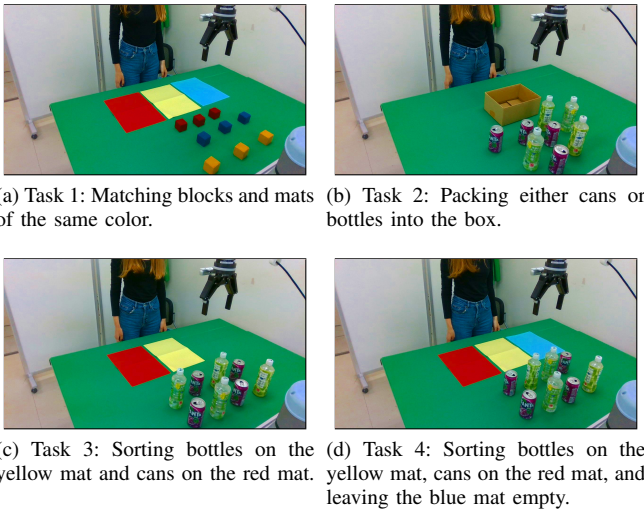 (a) Task 1: Matching blocks and mats
of the same color.
(b) Task 2: Packing either cans or
bottles into the box.
(c) Task 3: Sorting bottles on the
yellow mat and cans on the red mat.
(d) Task 4: Sorting bottles on the
yellow mat, cans on the red mat, and
leaving the blue mat empty.